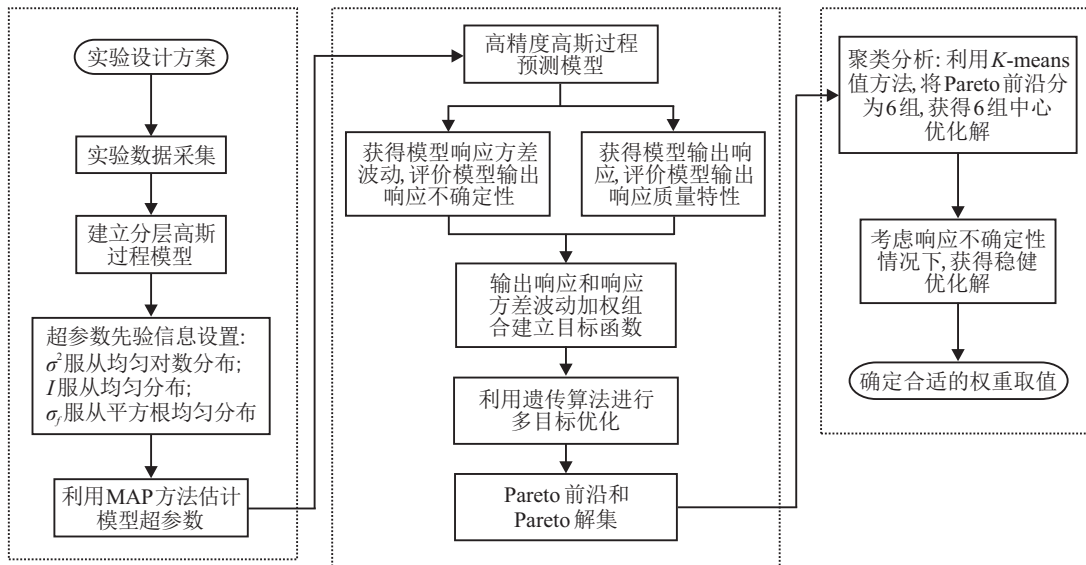 实验设计方案
实验数据采集
建立分层高斯
过程模型
超参数先验信息设置:
σ²服从均匀对数分布;
I 服从均匀分布;
σf服从平方根均匀分布
利用MAP方法估计
模型超参数
高精度高斯过程
预测模型
获得模型响应方差
波动,评价模型输出
响应不确定性
获得模型输出响
应,评价模型输出
响应质量特性
输出响应和响应
方差波动加权组
合建立目标函数
利用遗传算法进行
多目标优化
Pareto 前沿和
Pareto 解集
聚类分析: 利用K-means
值方法,将Pareto前沿分
为6组,获得6组中心
优化解
考虑响应不确定性
情况下,获得稳健
优化解
确定合适的权重取值